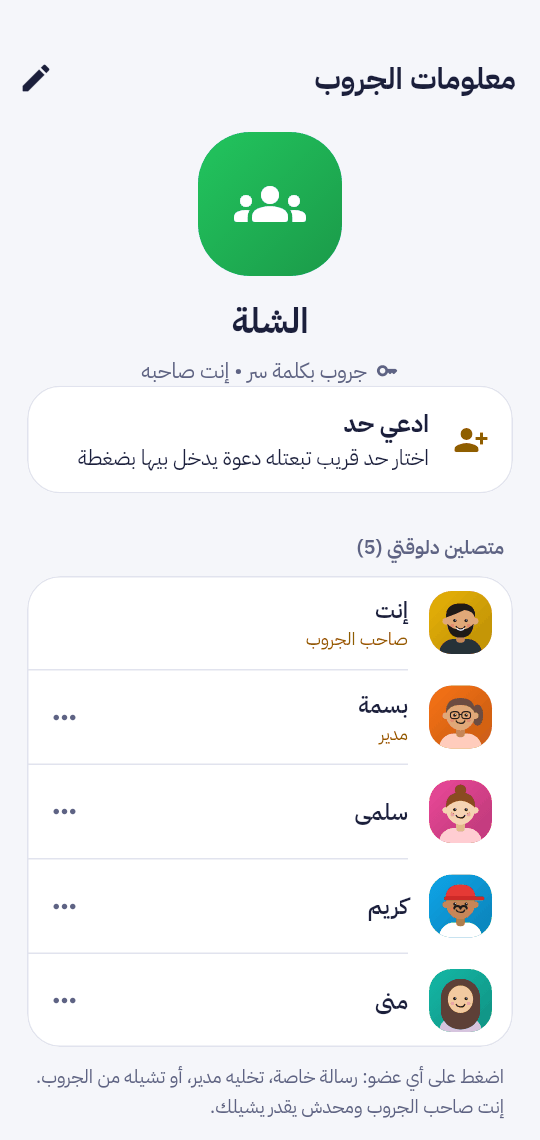 معلومات الجروب
الشلة
جروب بكلمة سر • إنت صاحبه
ادعي حد
اختار حد قريب تبعتله دعوة يدخل بيها بضغطة
متصلين دلوقتي (5)
إنت
صاحب الجروب
بسمة
مدير
سلمى
كريم
منى
اضغط على أي عضو: رسالة خاصة، تخليه مدير، أو تشيله من الجروب.
إنت صاحب الجروب ومحدش يقدر يشيلك.